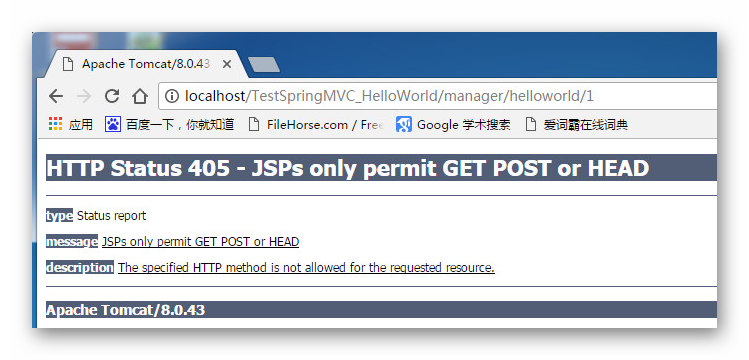 Apache Tomcat/8.0.43
localhost/TestSpringMVC_HelloWorld/manager/helloworld/1
应用 百度一下，你就知道 FileHorse.com / Free Google 学术搜索 爱词霸在线词典
HTTP Status 405 - JSPs only permit GET POST or HEAD
type Status report
message JSPs only permit GET POST or HEAD
description The specified HTTP method is not allowed for the requested resource.
Apache Tomcat/8.0.43